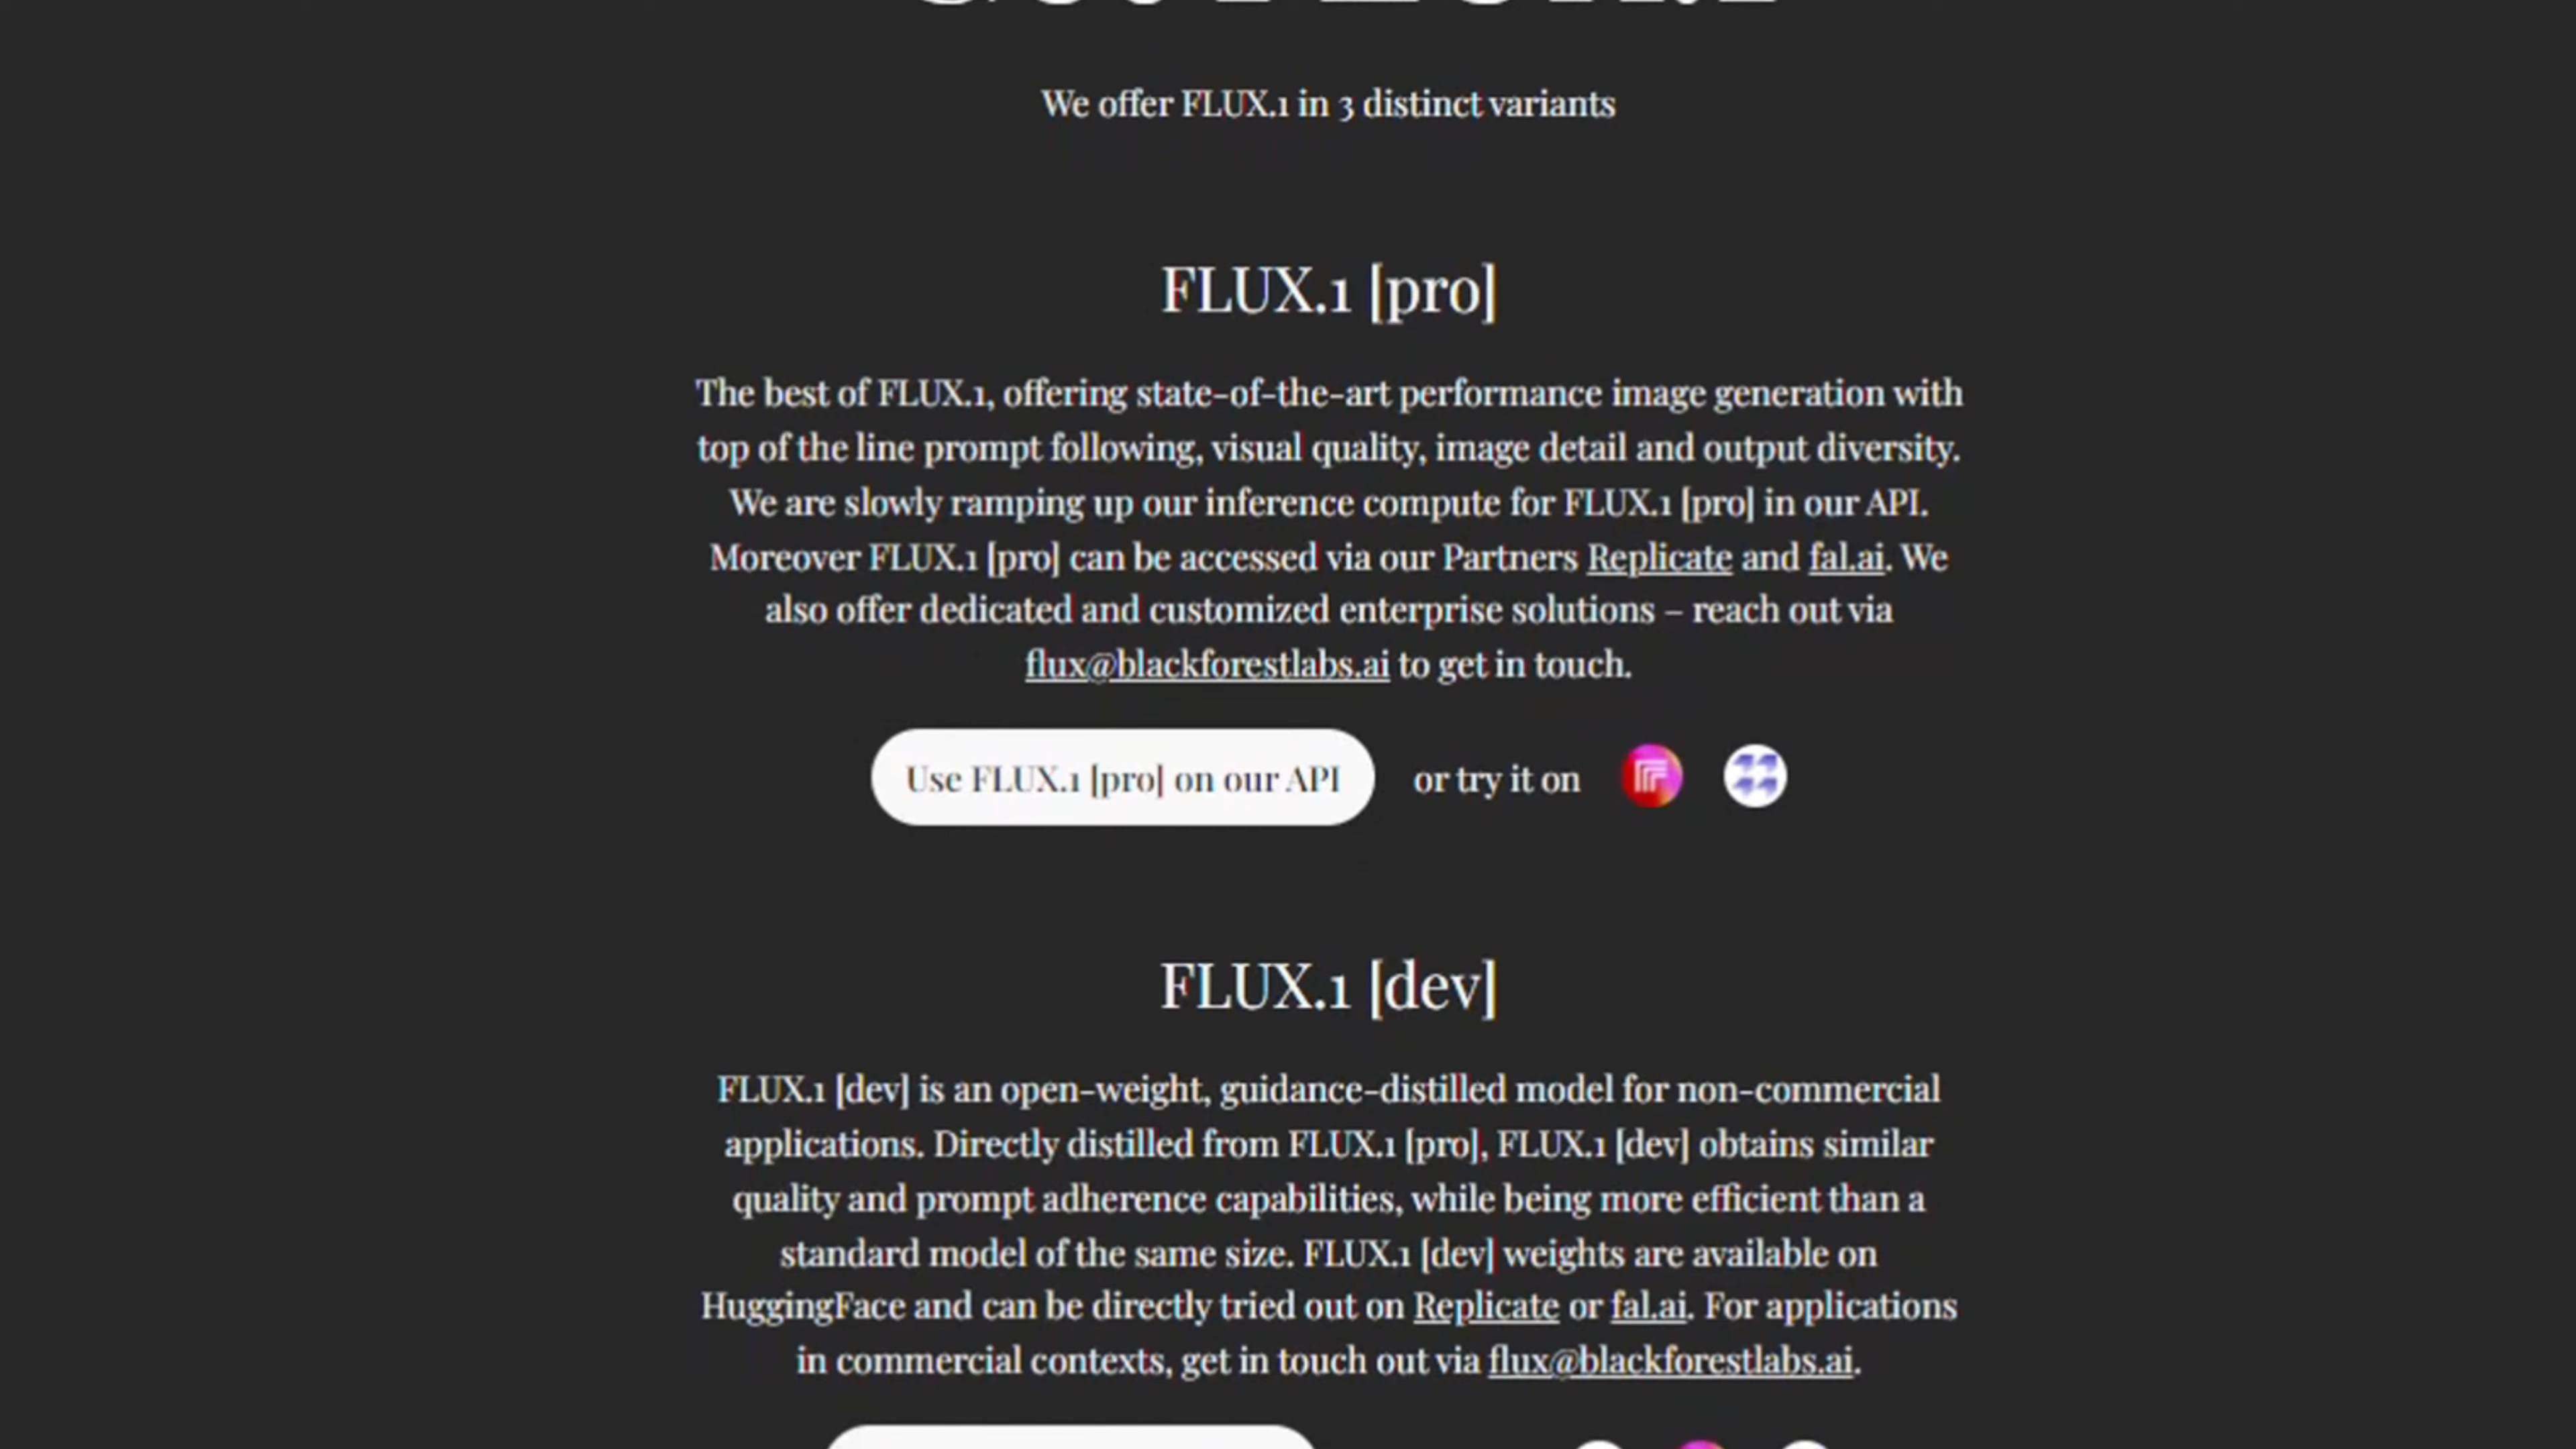 We offer FLUX.1 in 3 distinct variants
FLUX.1 [pro]
The best of FLUX.1, offering state-of-the-art performance image generation with
top of the line prompt following, visual quality, image detail and output diversity.
We are slowly ramping up our inference compute for FLUX.1 [pro] in our API.
Moreover FLUX.1 [pro] can be accessed via our Partners Replicate and fal.ai. We
also offer dedicated and customized enterprise solutions – reach out via
flux@blackforestlabs.ai to get in touch.
Use FLUX.1 [pro] on our API or try it on
FLUX.1 [dev]
FLUX.1 [dev] is an open-weight, guidance-distilled model for non-commercial
applications. Directly distilled from FLUX.1 [pro], FLUX.1 [dev] obtains similar
quality and prompt adherence capabilities, while being more efficient than a
standard model of the same size. FLUX.1 [dev] weights are available on
HuggingFace and can be directly tried out on Replicate or fal.ai. For applications
in commercial contexts, get in touch out via flux@blackforestlabs.ai.